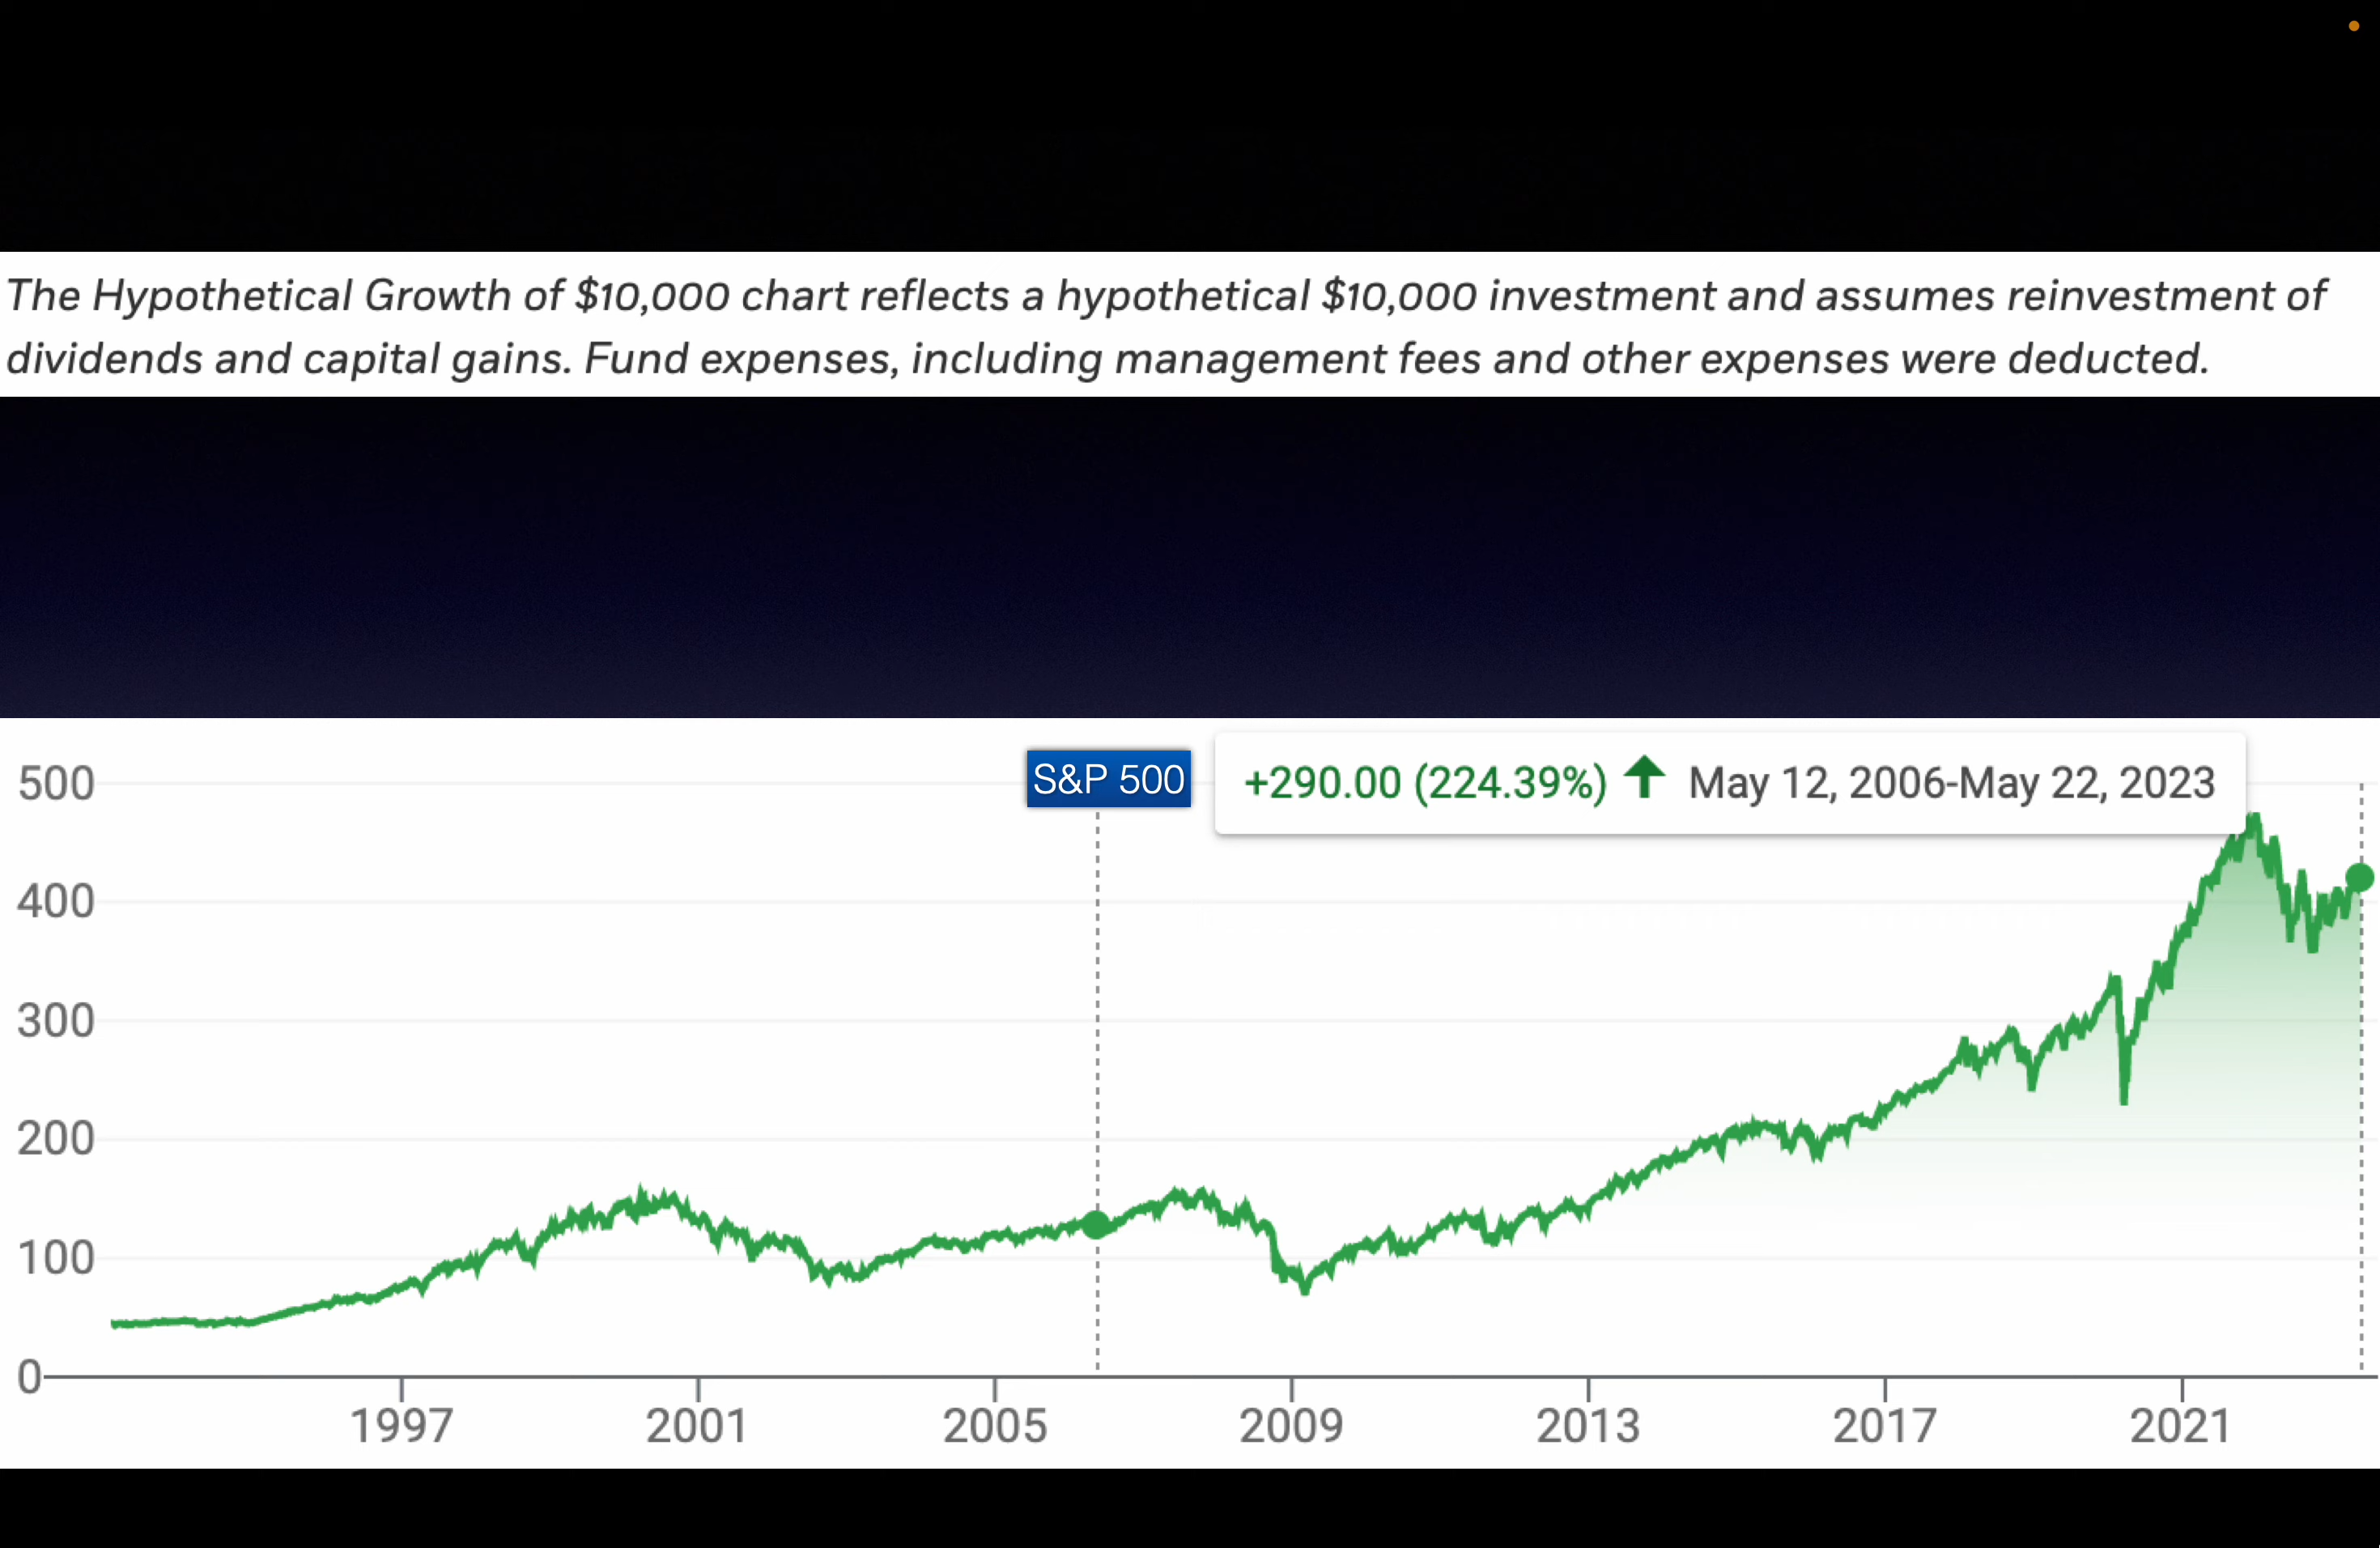 The Hypothetical Growth of $10,000 chart reflects a hypothetical $10,000 investment and assumes reinvestment of
dividends and capital gains. Fund expenses, including management fees and other expenses were deducted.
S&P 500
+290.00 (224.39%) ↑ May 12, 2006-May 22, 2023
500
400
300
200
100
0
1997 2001 2005 2009 2013 2017 2021